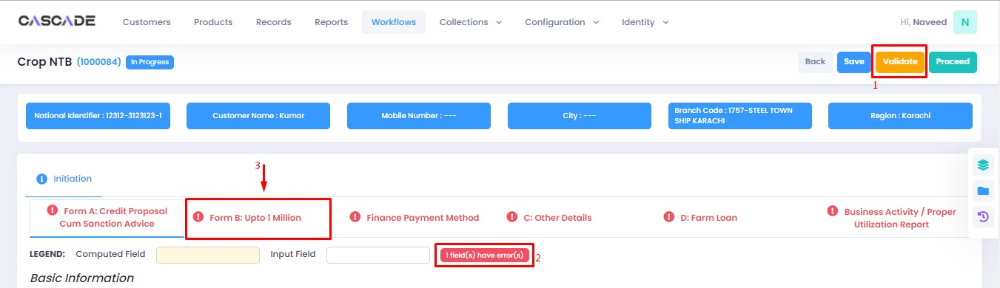 CASCADE
Customers
Products
Records
Reports
Workflows
Collections
Configuration
Identity
Hi, Naveed
N
Crop NTB (1000084) In Progress
Back
Save
Validate
Proceed
1
National Identifier : 12312-3123123-1
Customer Name : Kumar
Mobile Number : ---
City : ---
Branch Code : 1757-STEEL TOWN
SHIP KARACHI
Region : Karachi
3
Initiation
Form A: Credit Proposal
Cum Sanction Advice
Form B: Upto 1 Million
Finance Payment Method
C: Other Details
D: Farm Loan
Business Activity / Proper
Utilization Report
LEGEND: Computed Field
Input Field
1 field(s) have error(s)
2
Basic Information